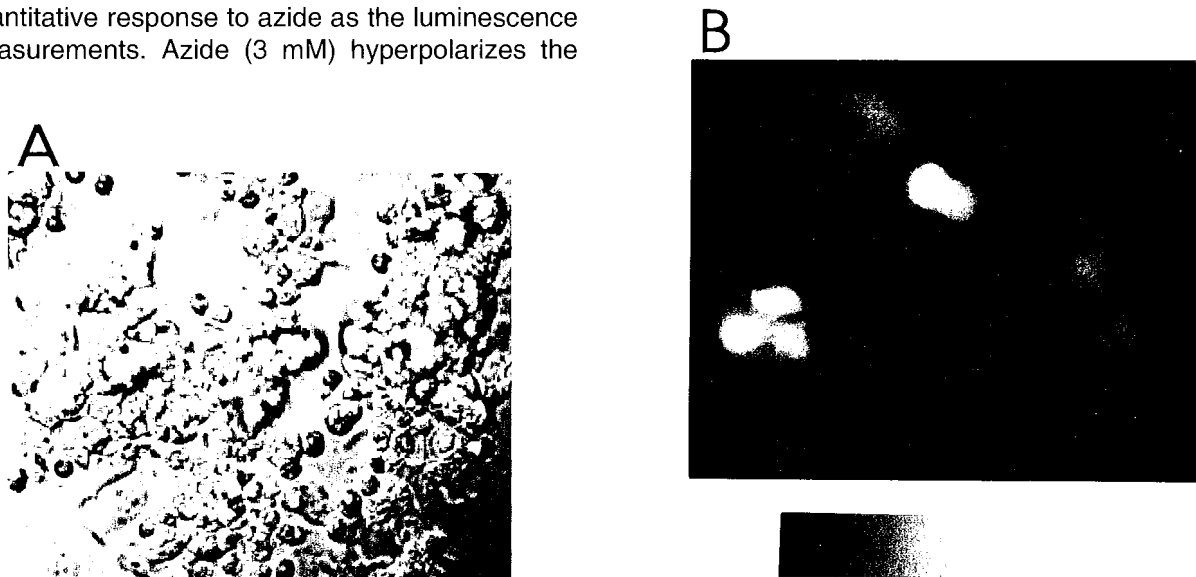 antitative response to azide as the luminescence
asurements. Azide (3 mM) hyperpolarizes the
A
B